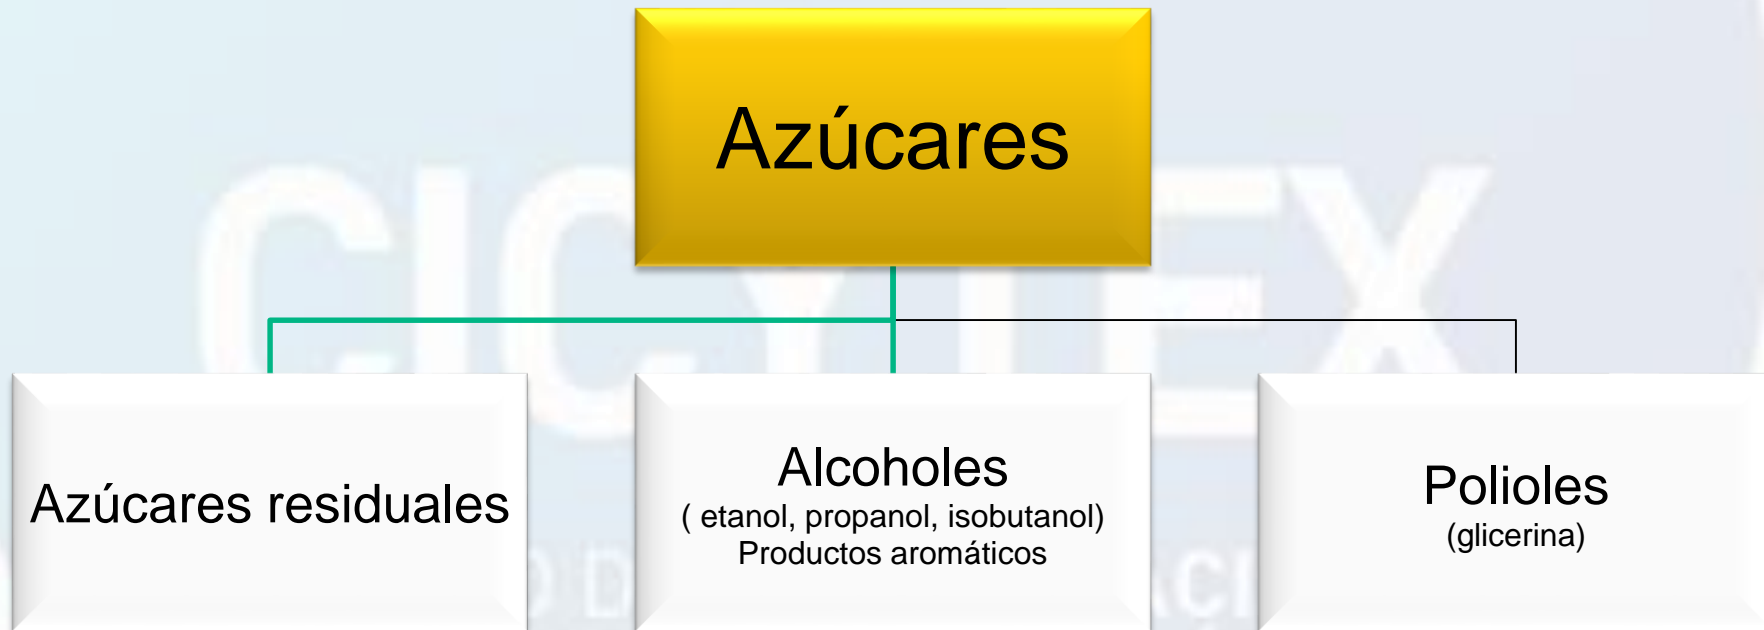 Azúcares
Azúcares residuales
Alcoholes
( etanol, propanol, isobutanol)
Productos aromáticos
Polioles
(glicerina)